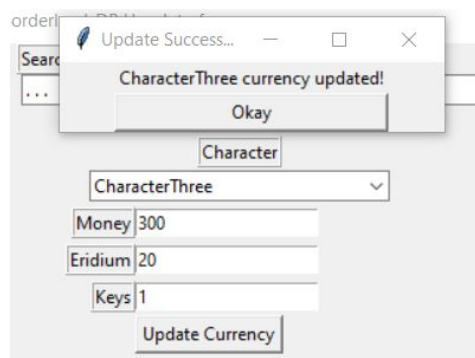 Update Success...
CharacterThree currency updated!
Okay
...
Character
CharacterThree
Money 300
Eridium 20
Keys 1
Update Currency